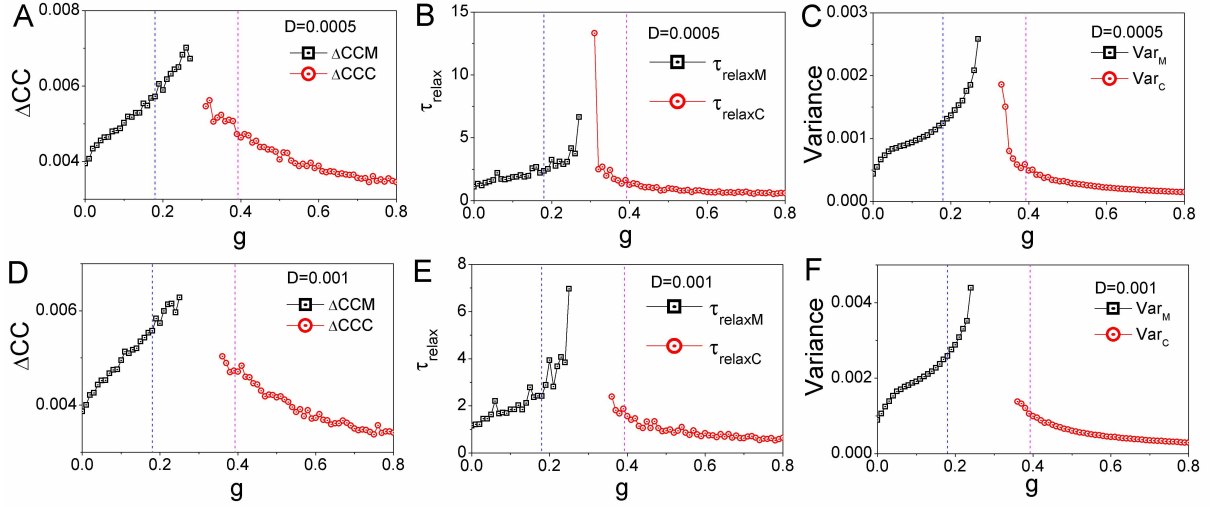 A
D=0.0005
ΔCCM
ΔCCC
ΔCC
0.008
0.006
0.004
0.0 0.2 0.4 0.6 0.8
g
B
D=0.0005
τrelaxM
τrelaxC
τrelax
15
10
5
0
0.0 0.2 0.4 0.6 0.8
g
C
D=0.0005
VarM
VarC
Variance
0.003
0.002
0.001
0.000
0.0 0.2 0.4 0.6 0.8
g
D
D=0.001
ΔCCM
ΔCCC
ΔCC
0.006
0.004
0.0 0.2 0.4 0.6 0.8
g
E
D=0.001
τrelaxM
τrelaxC
τrelax
8
6
4
2
0
0.0 0.2 0.4 0.6 0.8
g
F
D=0.001
VarM
VarC
Variance
0.004
0.002
0.000
0.0 0.2 0.4 0.6 0.8
g